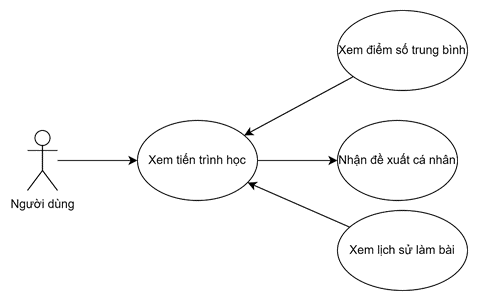 Xem điểm số trung bình
Xem tiến trình học
Nhận đề xuất cá nhân
Người dùng
Xem lịch sử làm bài